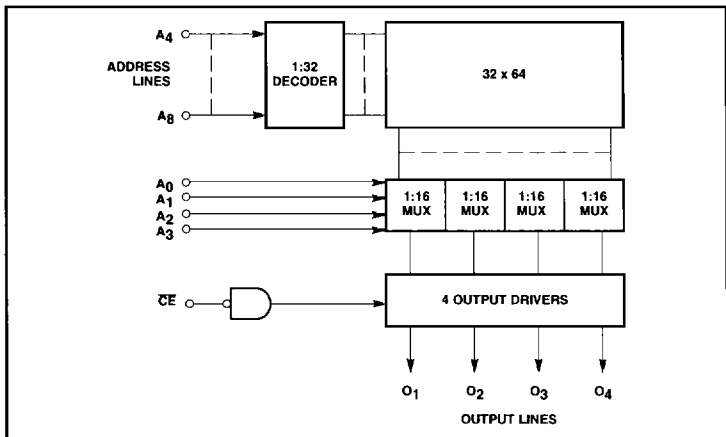 A4
ADDRESS
LINES
A8
1:32
DECODER
32 x 64
A0
A1
A2
A3
1:16
MUX
1:16
MUX
1:16
MUX
1:16
MUX
CE
4 OUTPUT DRIVERS
O1
O2
O3
O4
OUTPUT LINES